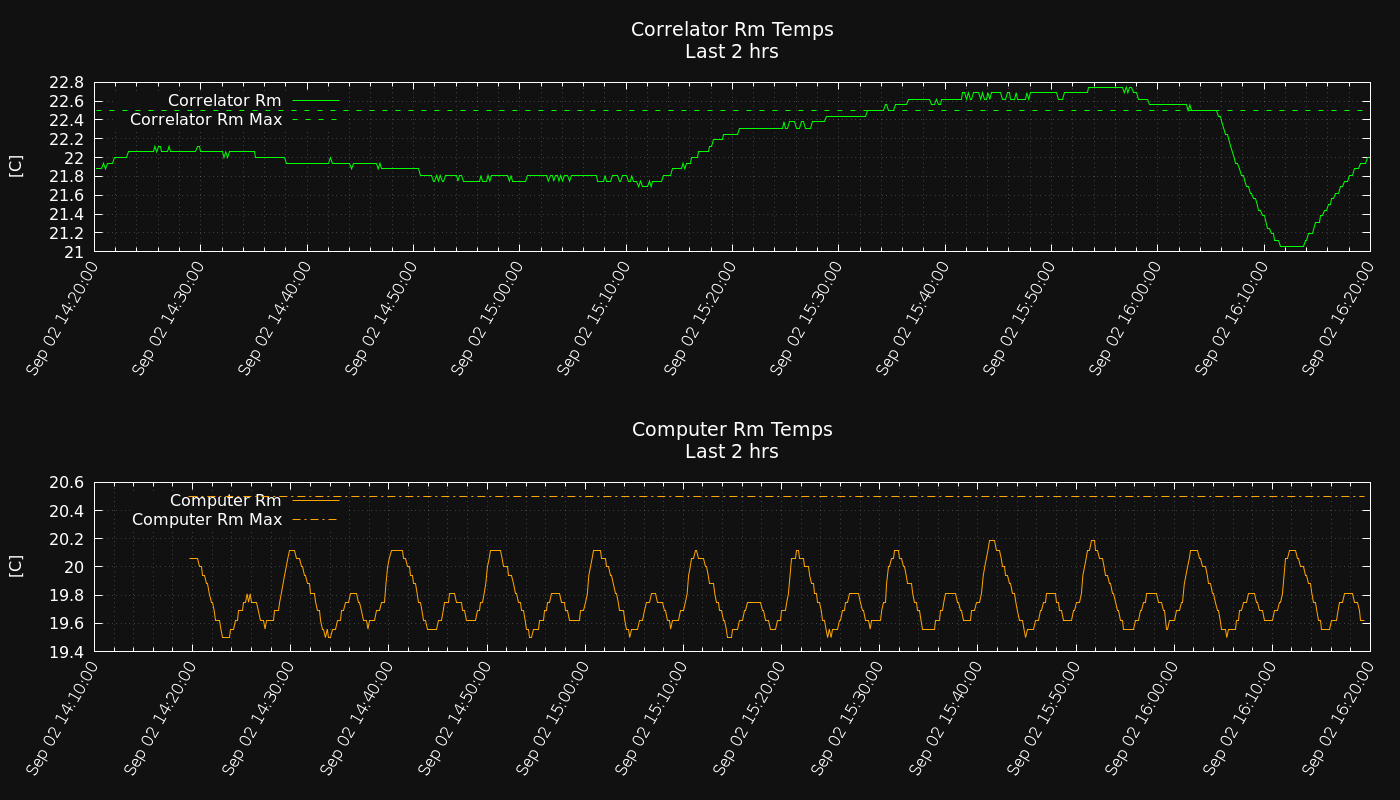 Correlator Rm Temps
Last 2 hrs
22.8
22.6
22.4
22.2
22
21.8
21.6
21.4
21.2
21
[C]
Correlator Rm
Correlator Rm Max
Sep 02 14:20:00
Sep 02 14:30:00
Sep 02 14:40:00
Sep 02 14:50:00
Sep 02 15:00:00
Sep 02 15:10:00
Sep 02 15:20:00
Sep 02 15:30:00
Sep 02 15:40:00
Sep 02 15:50:00
Sep 02 16:00:00
Sep 02 16:10:00
Sep 02 16:20:00
Computer Rm Temps
Last 2 hrs
20.6
20.4
20.2
20
19.8
19.6
19.4
[C]
Computer Rm
Computer Rm Max
Sep 02 14:10:00
Sep 02 14:20:00
Sep 02 14:30:00
Sep 02 14:40:00
Sep 02 14:50:00
Sep 02 15:00:00
Sep 02 15:10:00
Sep 02 15:20:00
Sep 02 15:30:00
Sep 02 15:40:00
Sep 02 15:50:00
Sep 02 16:00:00
Sep 02 16:10:00
Sep 02 16:20:00